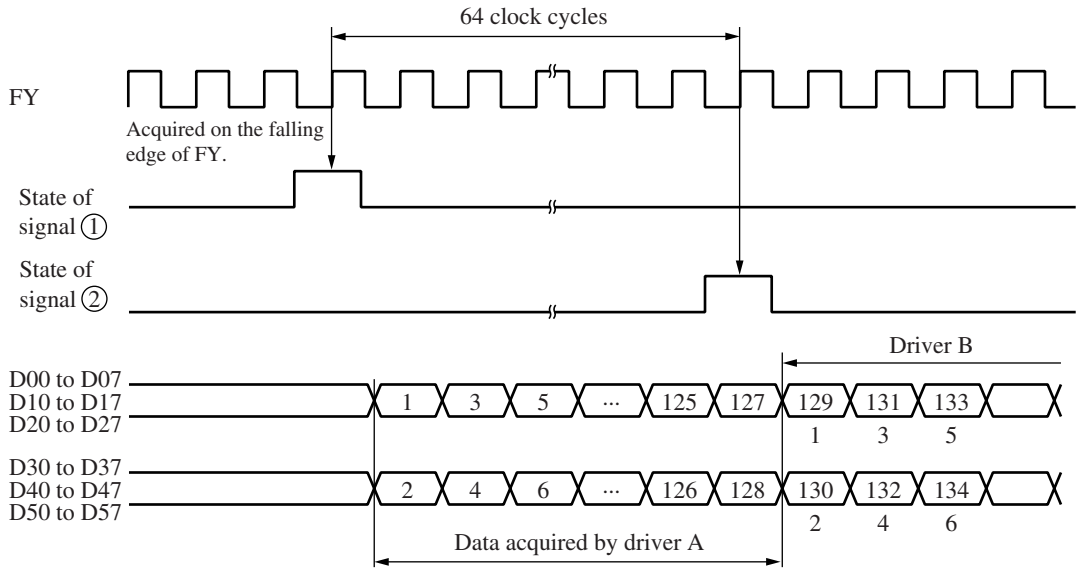 64 clock cycles
FY
Acquired on the falling
edge of FY.
State of
signal ①
State of
signal ②
Driver B
D00 to D07
D10 to D17
D20 to D27
1 3 5 ... 125 127 129 131 133
1 3 5
D30 to D37
D40 to D47
D50 to D57
2 4 6 ... 126 128 130 132 134
2 4 6
Data acquired by driver A